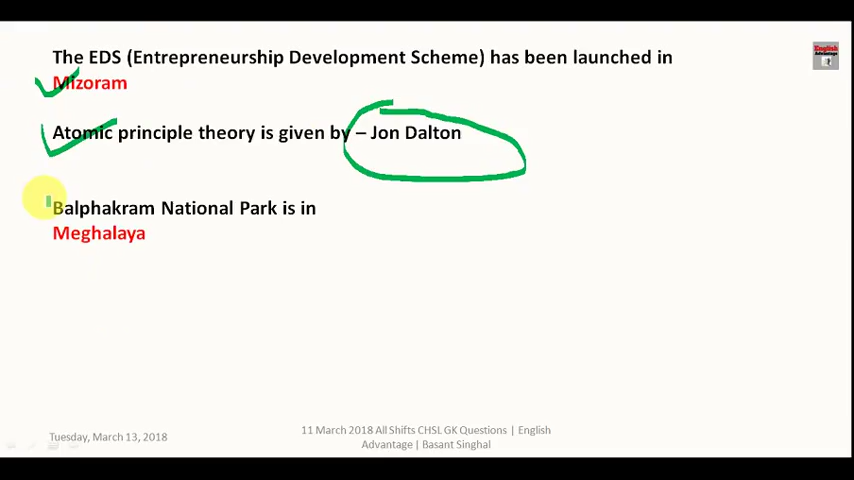 The EDS (Entrepreneurship Development Scheme) has been launched in
Mizoram
English
Advantage
Atomic principle theory is given by – Jon Dalton
Balphakram National Park is in
Meghalaya
Tuesday, March 13, 2018
11 March 2018 All Shifts CHSL GK Questions | English
Advantage | Basant Singhal